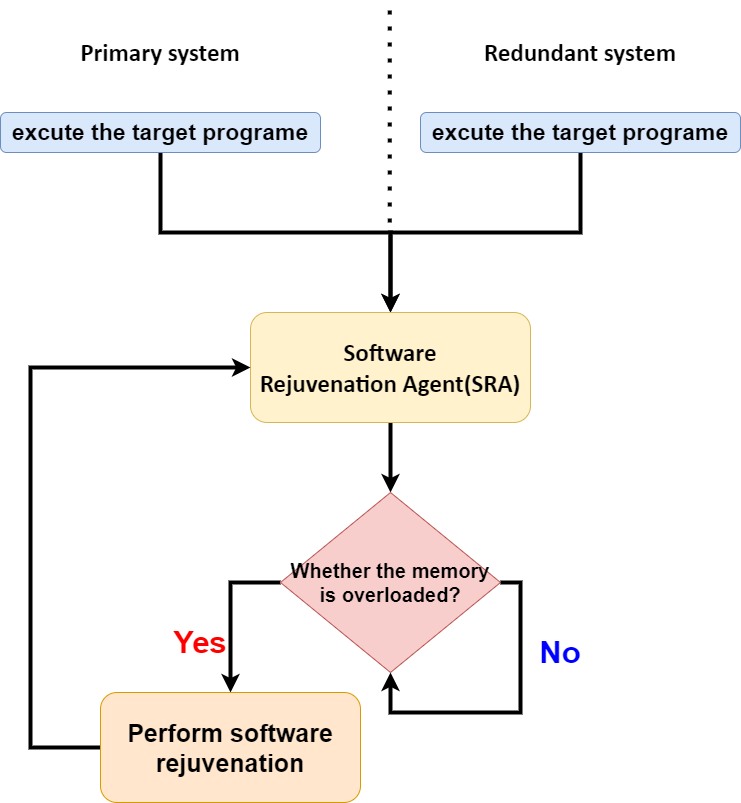 Primary system
Redundant system
excute the target programe
excute the target programe
Software
Rejuvenation Agent(SRA)
Whether the memory
is overloaded?
Yes
No
Perform software
rejuvenation